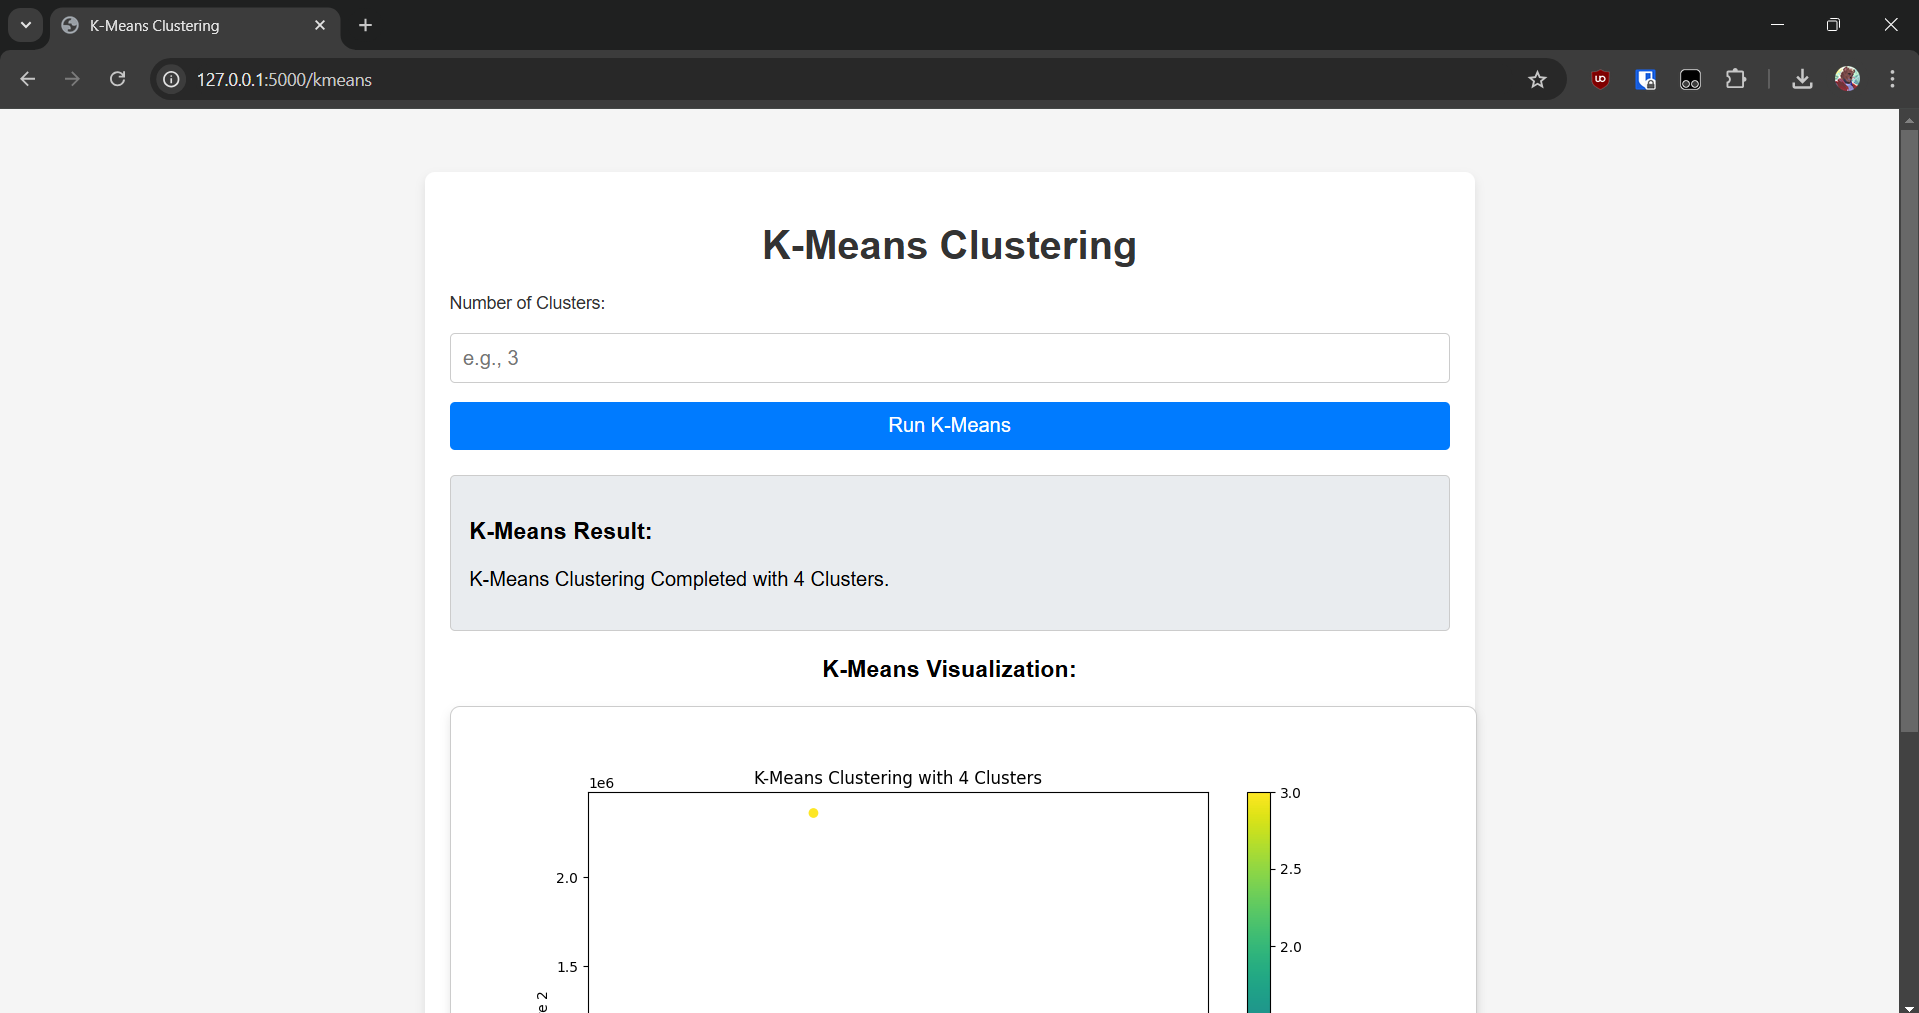 K-Means Clustering
127.0.0.1:5000/kmeans
K-Means Clustering
Number of Clusters:
e.g., 3
Run K-Means
K-Means Result:
K-Means Clustering Completed with 4 Clusters.
K-Means Visualization:
K-Means Clustering with 4 Clusters
1e6
3.0
2.5
2.0
2.0
1.5
e 2